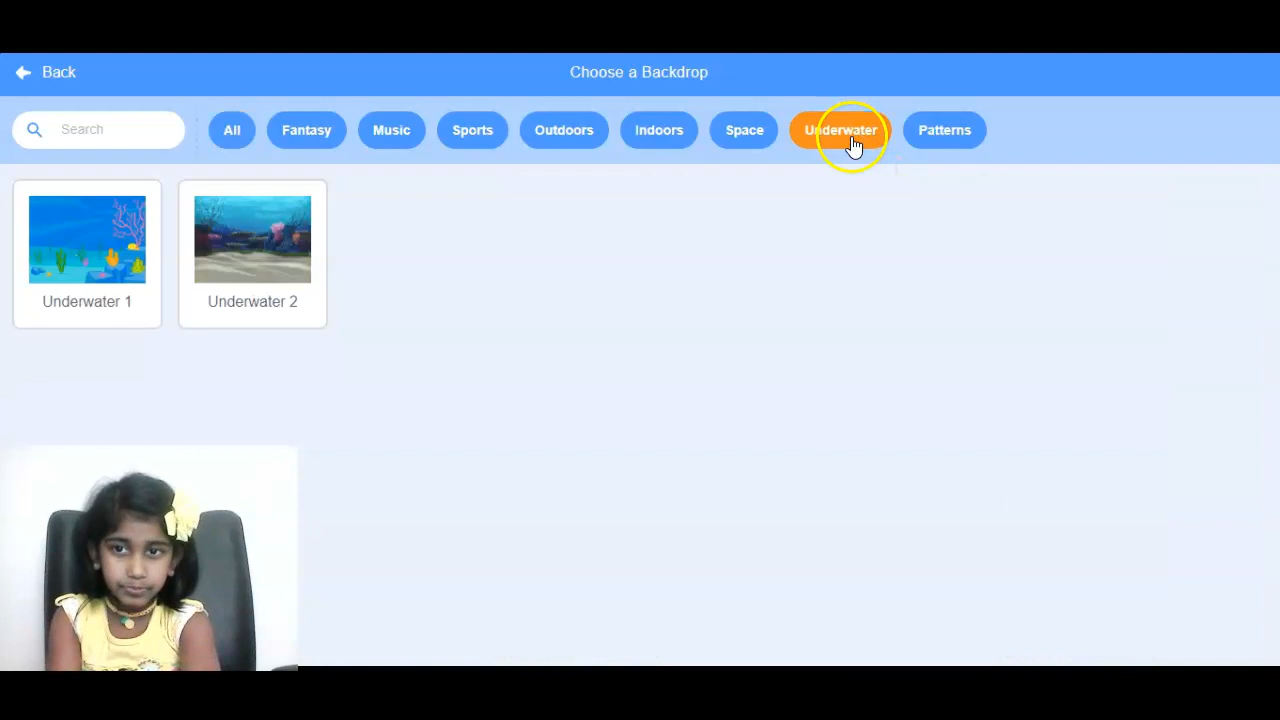 Back
Choose a Backdrop
Search
All
Fantasy
Music
Sports
Outdoors
Indoors
Space
Underwater
Patterns
Underwater 1
Underwater 2